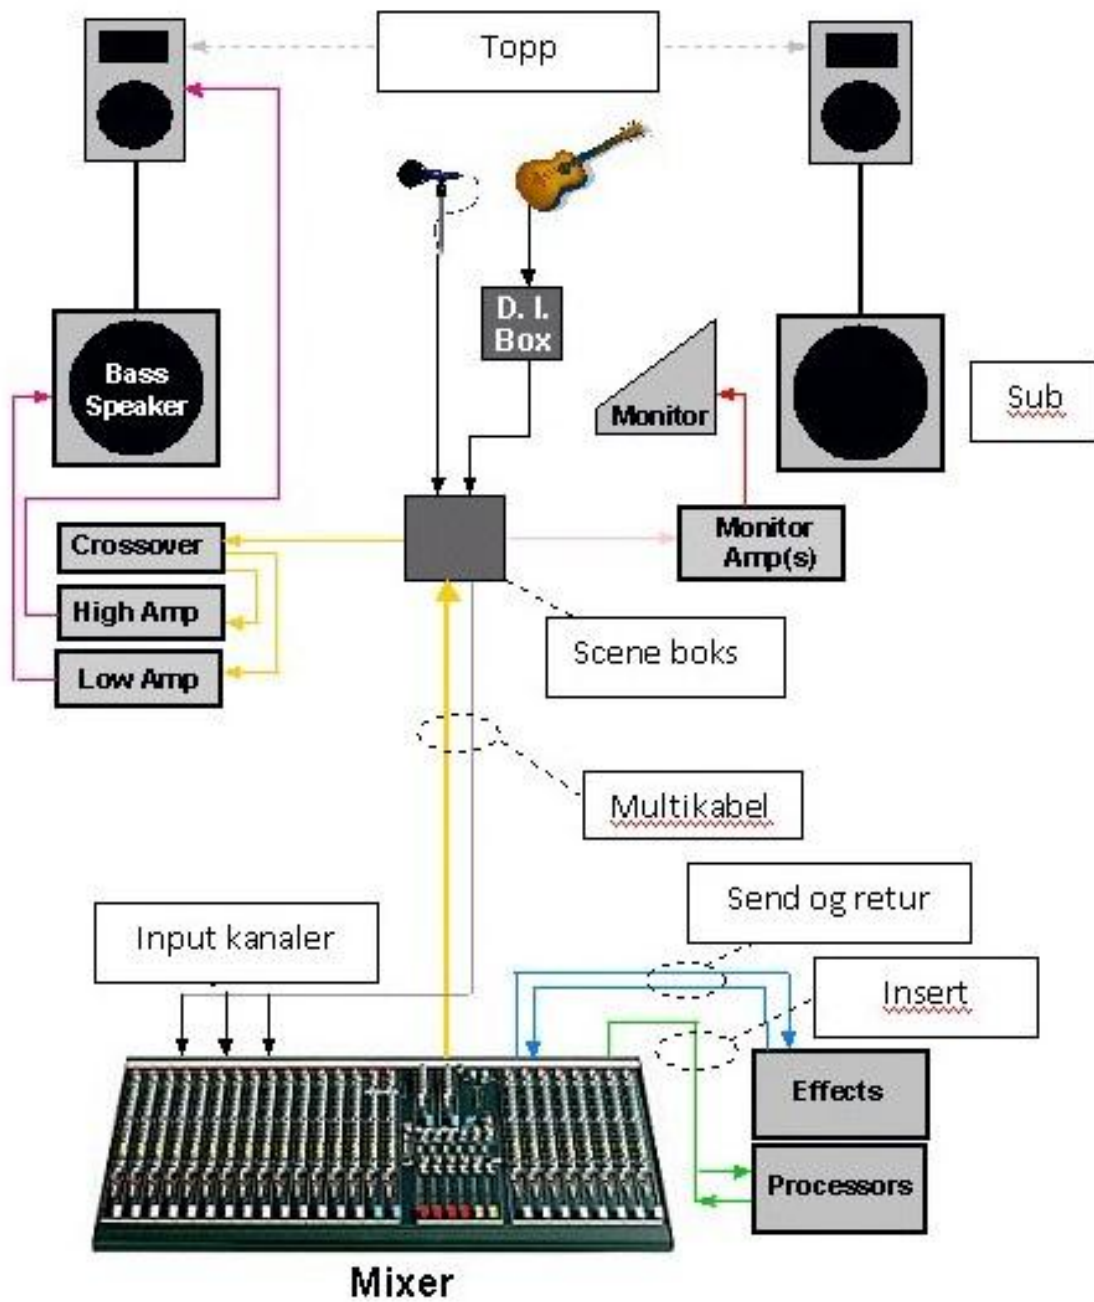 Topp
D. I.
Box
Bass
Speaker
Monitor
Sub
Crossover
High Amp
Low Amp
Monitor
Amp(s)
Scene boks
Multikabel
Send og retur
Input kanaler
Insert
Effects
Processors
Mixer